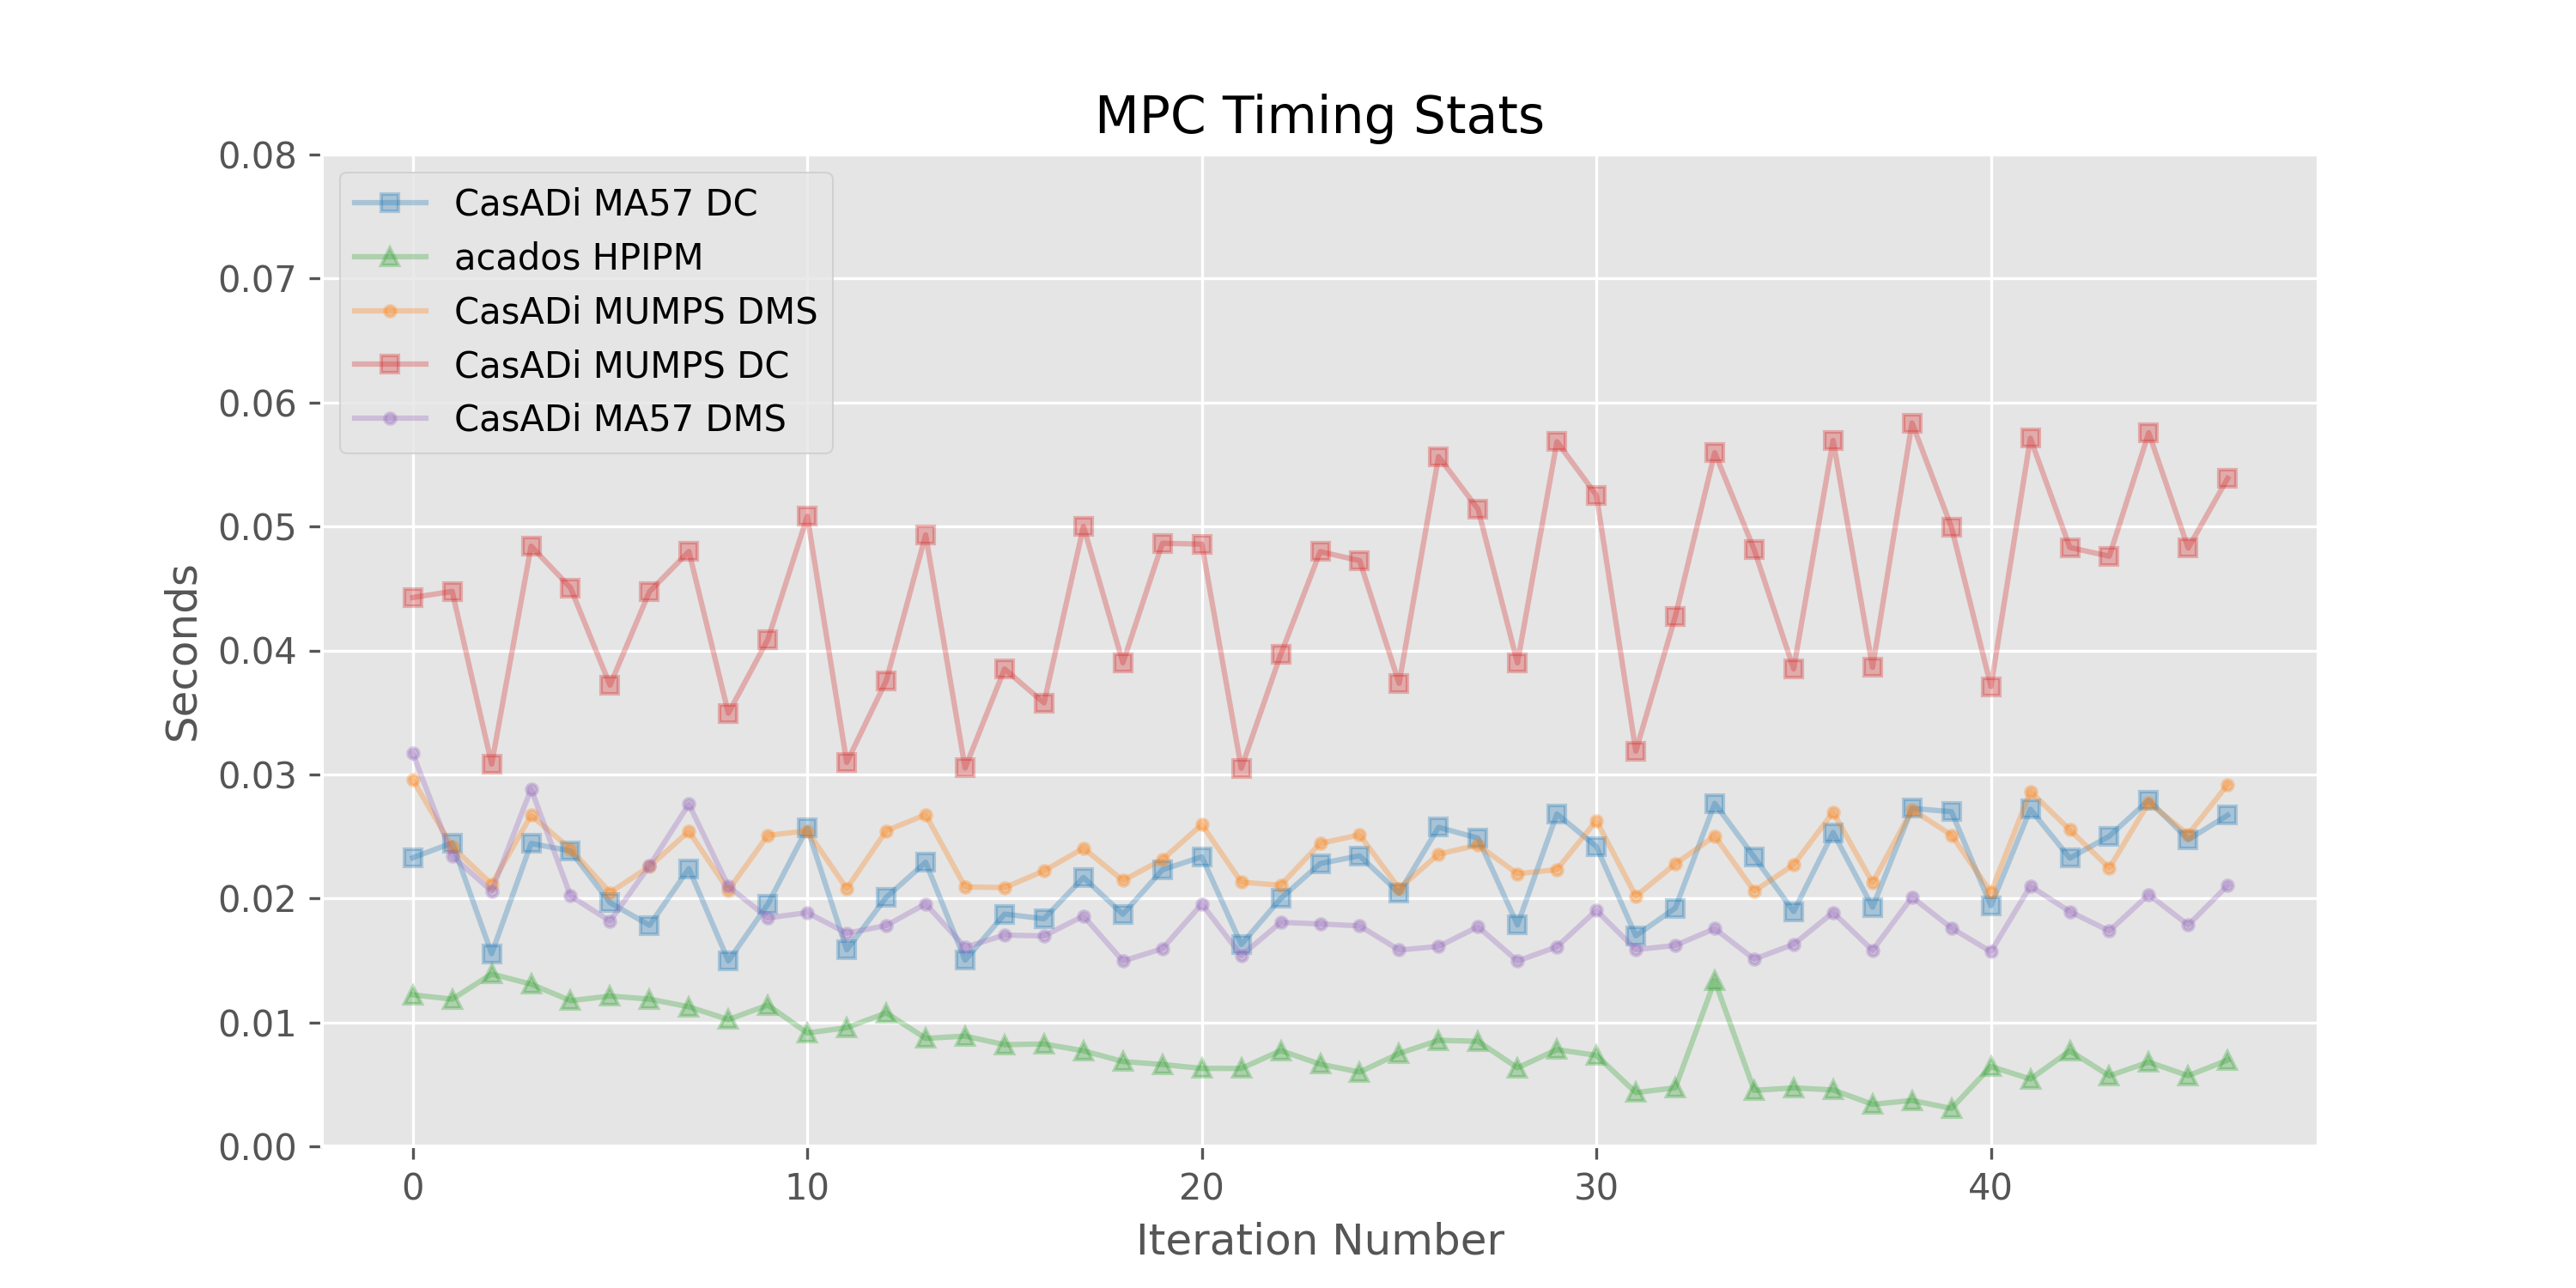 MPC Timing Stats
0.08
0.07
0.06
0.05
0.04
0.03
0.02
0.01
0.00
Seconds
CasADi MA57 DC
acados HPIPM
CasADi MUMPS DMS
CasADi MUMPS DC
CasADi MA57 DMS
0 10 20 30 40
Iteration Number